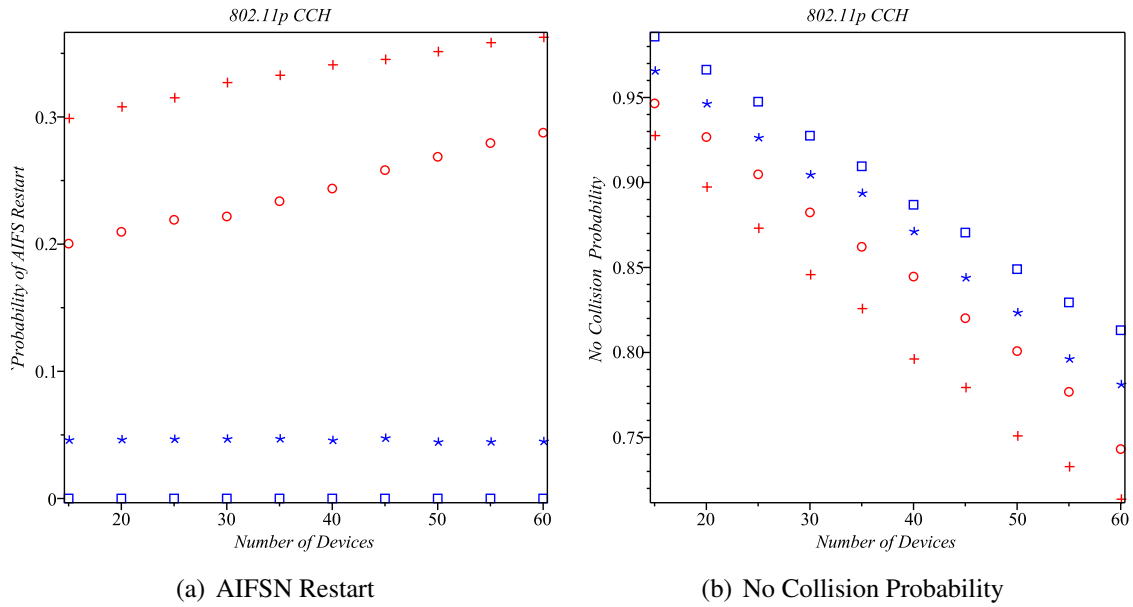 802.11p CCH
0.3
0.2
0.1
0
`Probability of AIFS Restart
20
30
40
50
60
Number of Devices
(a) AIFSN Restart
802.11p CCH
0.95
0.90
0.85
0.80
0.75
No Collision Probability
20
30
40
50
60
Number of Devices
(b) No Collision Probability